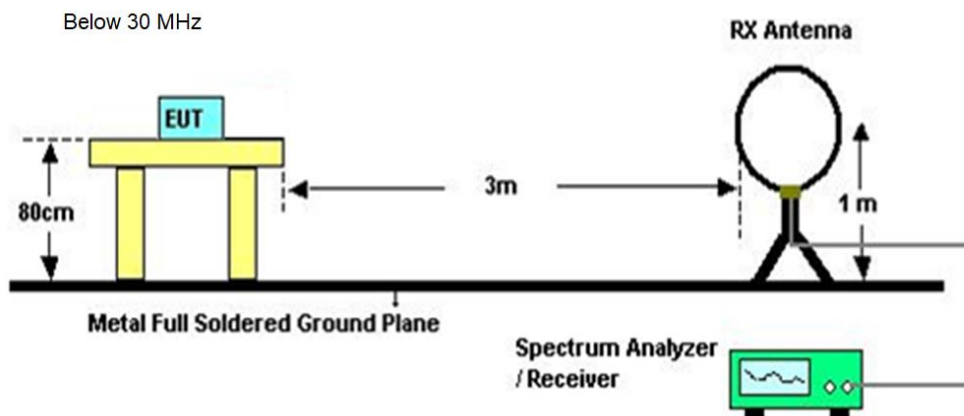 Below 30 MHz
RX Antenna
EUT
3m
80cm
1 m
Metal Full Soldered Ground Plane
Spectrum Analyzer
/ Receiver